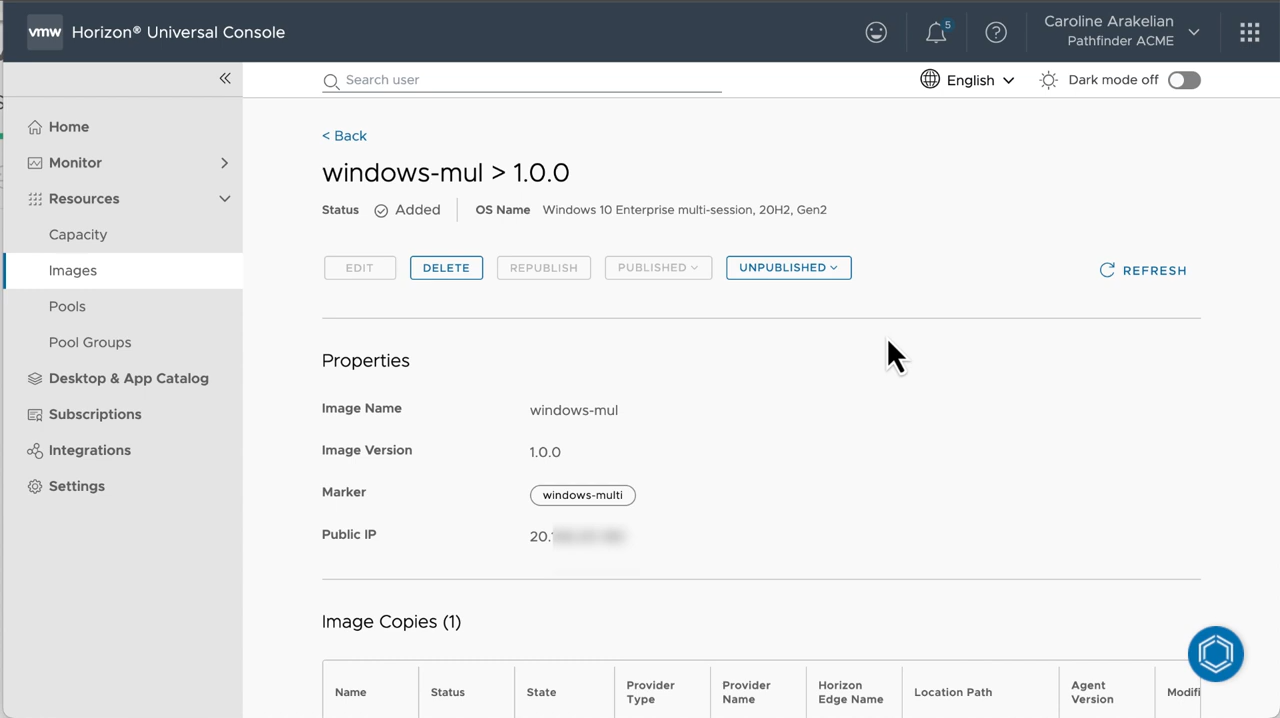 vmw Horizon® Universal Console
5
Caroline Arakelian
Pathfinder ACME
Search user
English
Dark mode off
Home
Monitor
Resources
Capacity
Images
Pools
Pool Groups
Desktop & App Catalog
Subscriptions
Integrations
Settings
< Back
windows-mul > 1.0.0
Status Added OS Name Windows 10 Enterprise multi-session, 20H2, Gen2
EDIT DELETE REPUBLISH PUBLISHED UNPUBLISHED REFRESH
Properties
Image Name windows-mul
Image Version 1.0.0
Marker windows-multi
Public IP 20.
Image Copies (1)
Name Status State Provider Type Provider Name Horizon Edge Name Location Path Agent Version Modifi